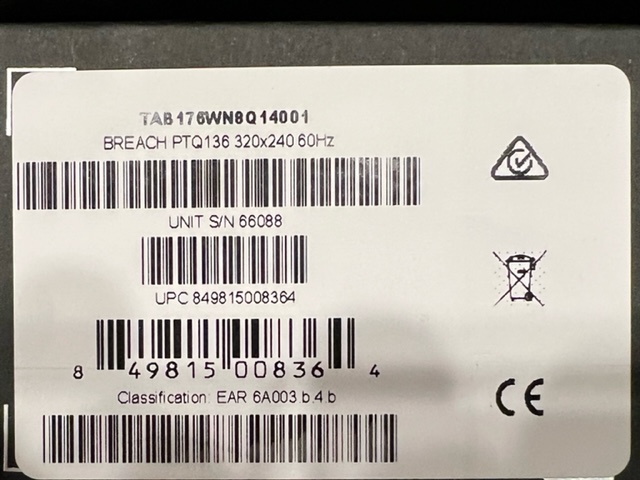 TAB176WN8Q14001
BREACH PTQ136 320x240 60Hz
UNIT S/N 66088
UPC 849815008364
8 49815 00836 4
Classification: EAR 6A003.b.4.b
CE